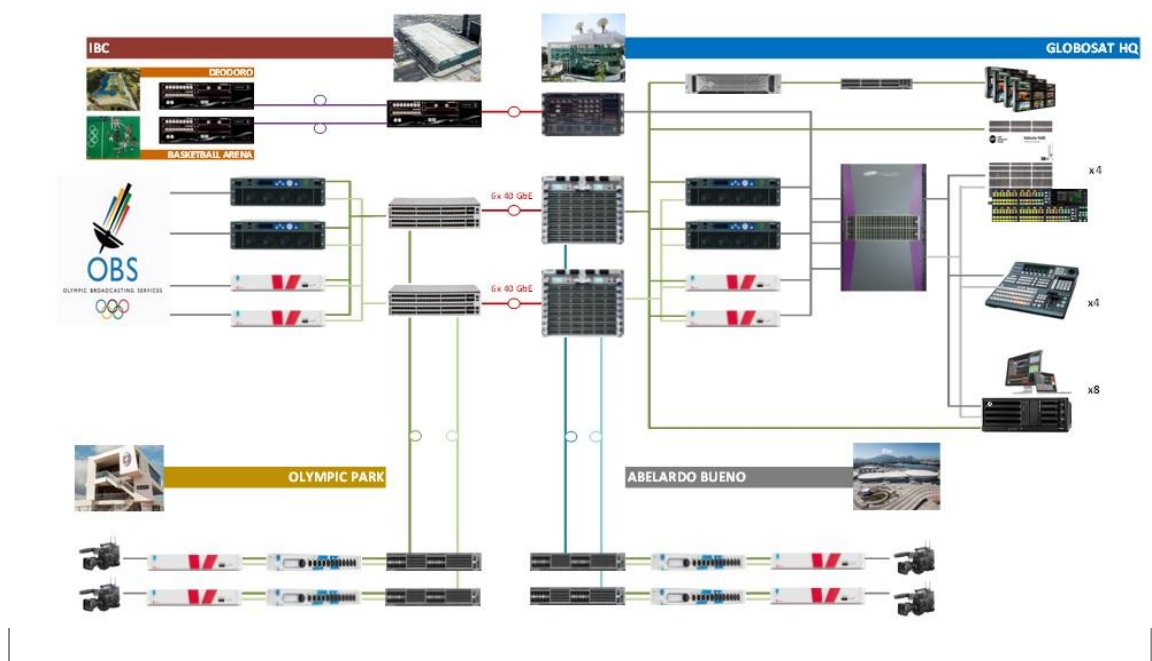 IBC
GLOBOSAT HQ
DEODORO
BASKETBALL ARENA
6x 40 GbE
x4
OBS
OLYMPIC BROADCASTING SERVICES
6x 40 GbE
x4
x8
OLYMPIC PARK
ABELARDO BUENO